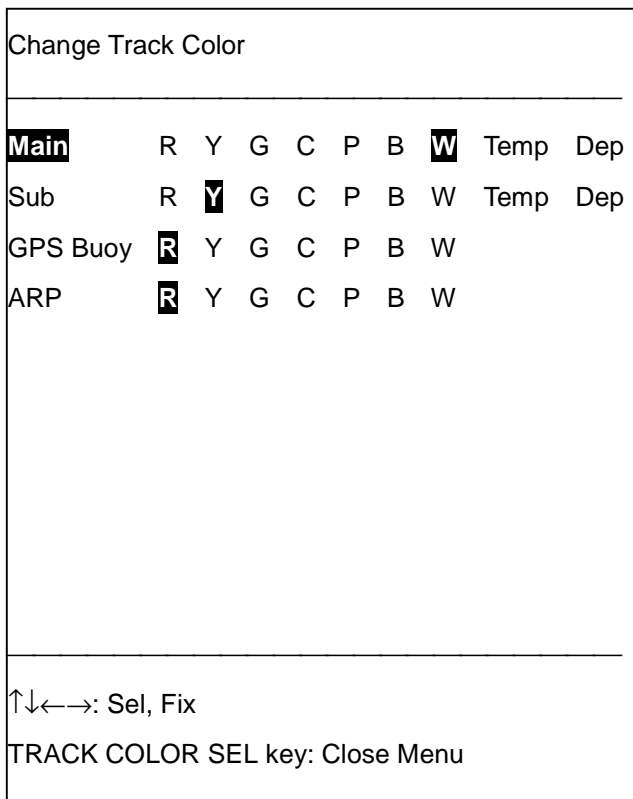 Change Track Color
Main R Y G C P B W Temp Dep
Sub R Y G C P B W Temp Dep
GPS Buoy R Y G C P B W
ARP R Y G C P B W
↑↓←→: Sel, Fix
TRACK COLOR SEL key: Close Menu